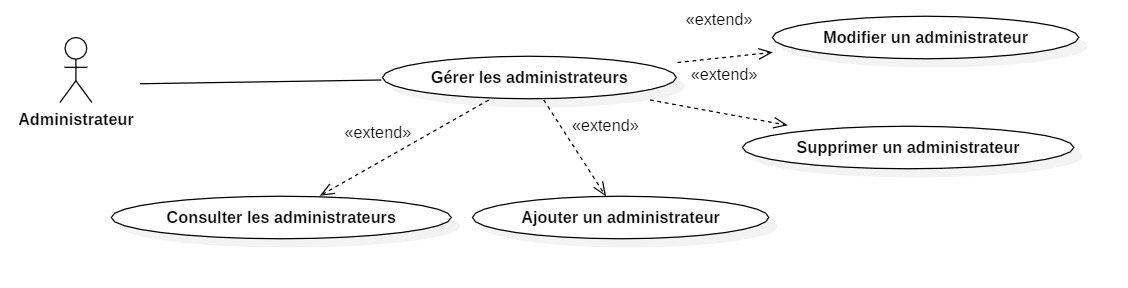 «extend»
Modifier un administrateur
Gérer les administrateurs
«extend»
Administrateur
«extend»
«extend»
Supprimer un administrateur
Consulter les administrateurs
Ajouter un administrateur